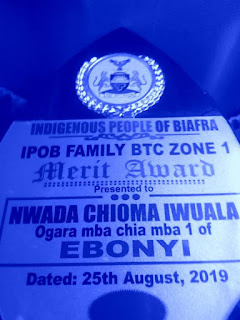 INDIGENOUS PEOPLE OF BIAFRA
IPOB FAMILY BTC ZONE 1
Merit Award
Presented to
NWADA CHIOMA IWUALA
Ogara mba chia mba 1 of
EBONYI
Dated: 25th August, 2019